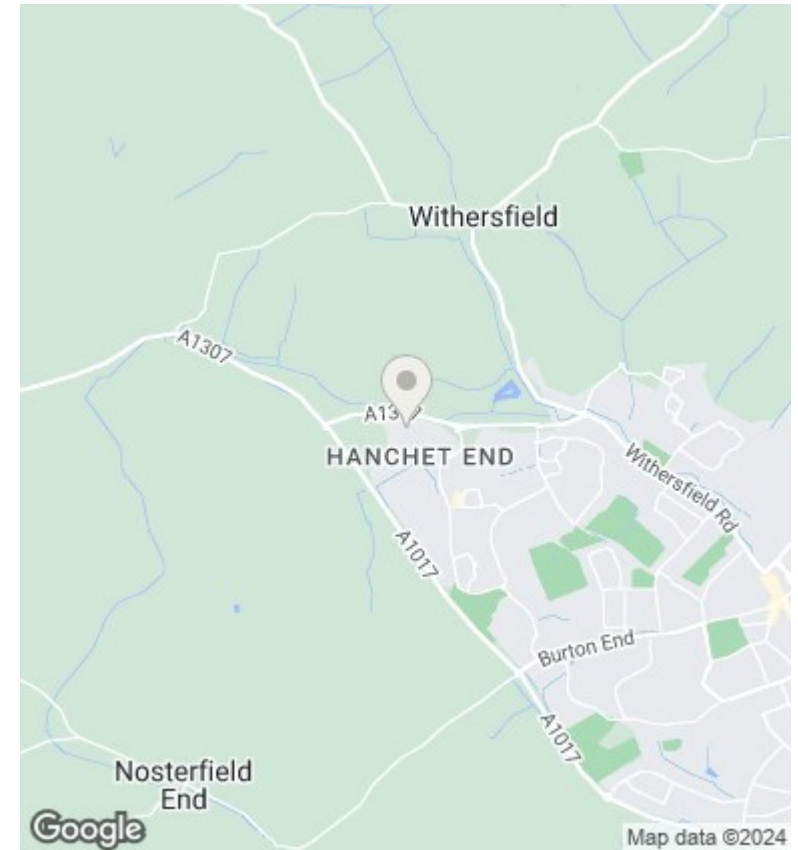 Withersfield
A1307
HANCHET END
Withersfield Rd
A1017
Burton End
A1017
Nosterfield
End
Google
Map data ©2024